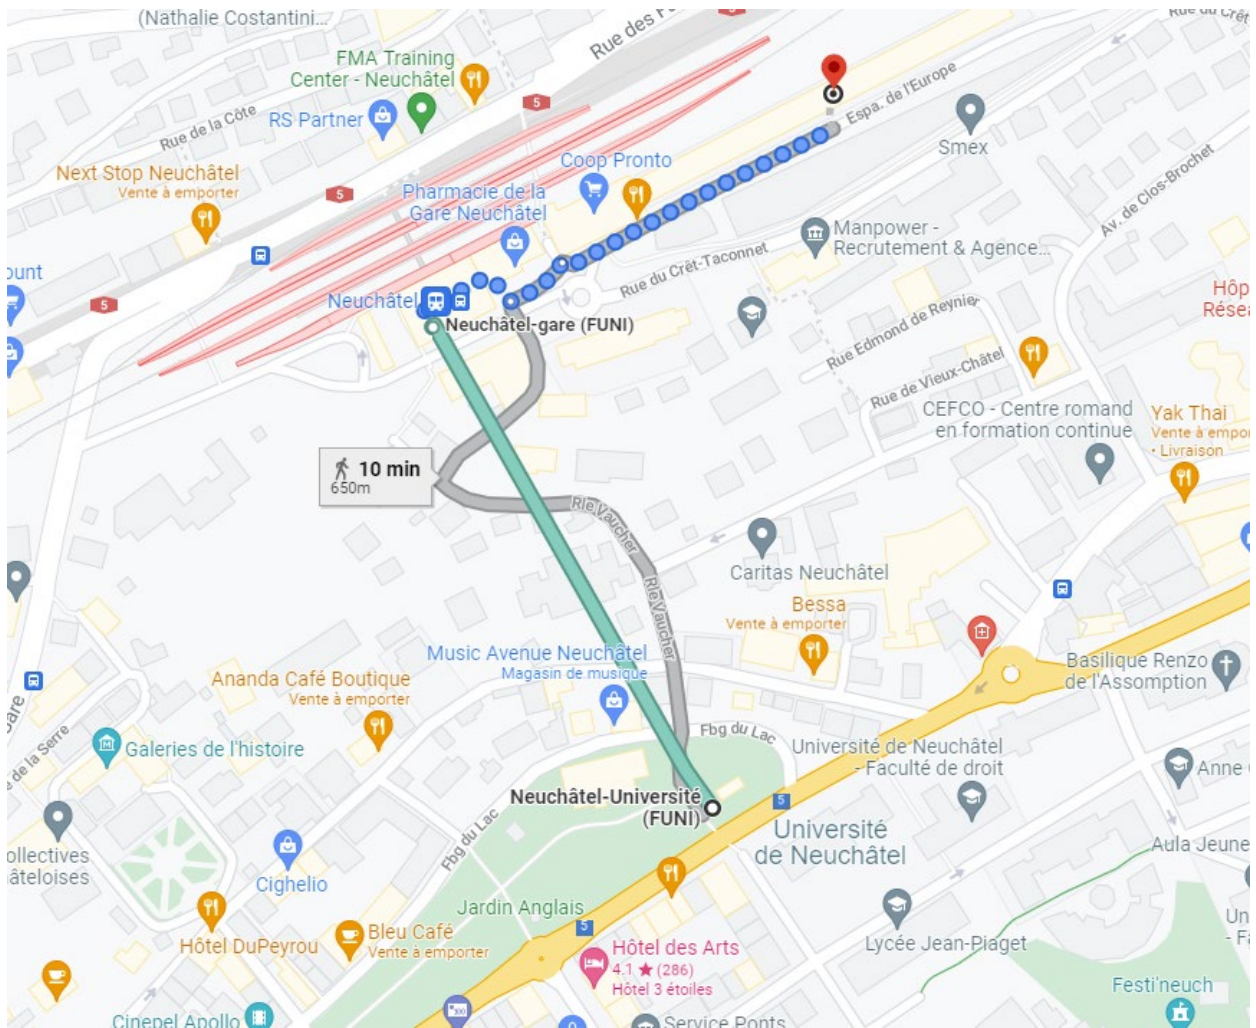 (Nathalie Costantini...
Rue des
5
Rue du Crêt-
FMA Training
Center - Neuchâtel
RS Partner
5
Rue de la Côte
Next Stop Neuchâtel
Vente à emporter
5
Coop Pronto
Pharmacie de la
Gare Neuchâtel
Espa. de l'Europe
Smex
Av. de Clos-Brochet
Manpower -
Recrutement & Agence...
Rue du Crêt-Taconnet
5
Neuchâtel
Neuchâtel-gare (FUNI)
Rue Edmond de Reynier
Rue de Vieux-Châtel
CEFCO - Centre romand
en formation continue
Yak Thai
Vente à empor
• Livraison
10 min
650m
Rle Vaucher
Rle Vaucher
Caritas Neuchâtel
Bessa
Vente à emporter
Music Avenue Neuchâtel
Magasin de musique
Basilique Renzo
de l'Assomption
Ananda Café Boutique
Vente à emporter
Galeries de l'histoire
de la Serre
Fbg du Lac
Université de Neuchâtel
- Faculté de droit
Neuchâtel-Université
(FUNI)
5
Université
de Neuchâtel
Fbg du Lac
Cighelio
Jardin Anglais
5
Hôtel DuPeyrou
Bleu Café
Vente à emporter
Hôtel des Arts
4.1 ★ (286)
Hôtel 3 étoiles
Lycée Jean-Piaget
Festi'neuch
Cinepel Apollo
Service Ponts